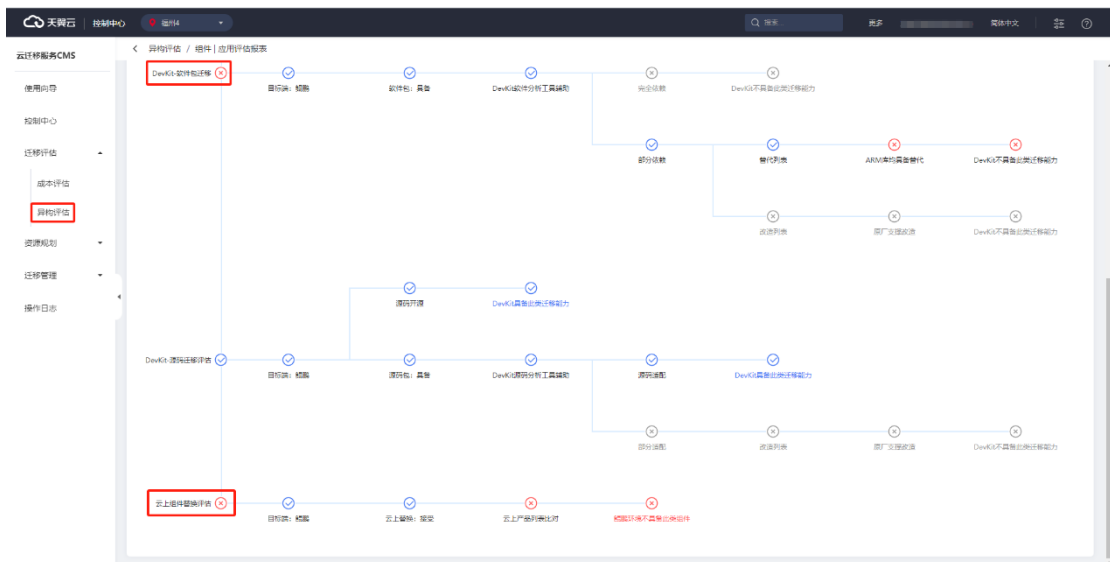 天翼云 控制中心 福州4 搜索 更多 简体中文
云迁移服务CMS
异构评估 / 组件|应用评估报表
使用向导
控制中心
迁移评估
成本评估
异构评估
资源规划
迁移管理
操作日志
DevKit-软件包迁移
目标端：鲲鹏 软件包：具备 DevKit软件分析工具辅助 完全依赖 DevKit不具备此类迁移能力
部分依赖 替代列表 ARM库均具备替代 DevKit不具备此类迁移能力
改造列表 原厂支撑改造 DevKit不具备此类迁移能力
源码开源 DevKit具备此类迁移能力
DevKit-源码迁移评估
目标端：鲲鹏 源码包：具备 DevKit源码分析工具辅助 源码适配 DevKit具备此类迁移能力
部分适配 改造列表 原厂支撑改造 DevKit不具备此类迁移能力
云上组件替换评估
目标端：鲲鹏 云上替换：接受 云上产品列表比对 鲲鹏环境不具备此类组件